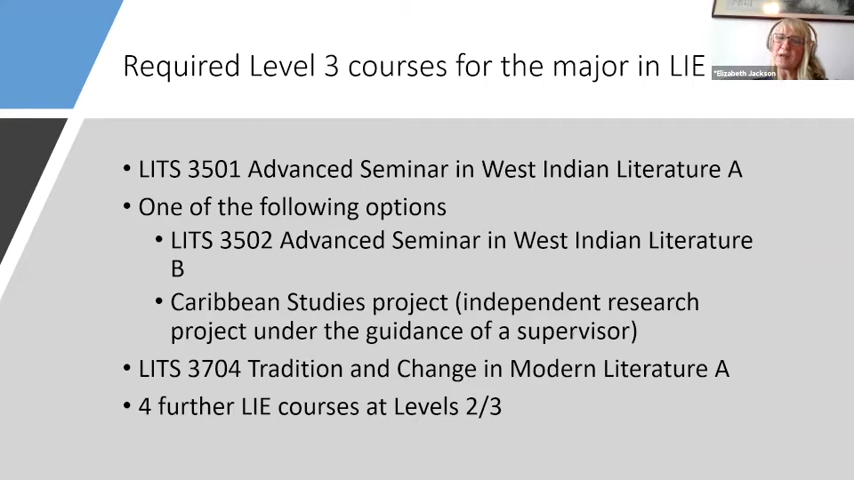 Required Level 3 courses for the major in LIE
*Elizabeth Jackson
• LITS 3501 Advanced Seminar in West Indian Literature A
• One of the following options
• LITS 3502 Advanced Seminar in West Indian Literature
B
• Caribbean Studies project (independent research
project under the guidance of a supervisor)
• LITS 3704 Tradition and Change in Modern Literature A
• 4 further LIE courses at Levels 2/3